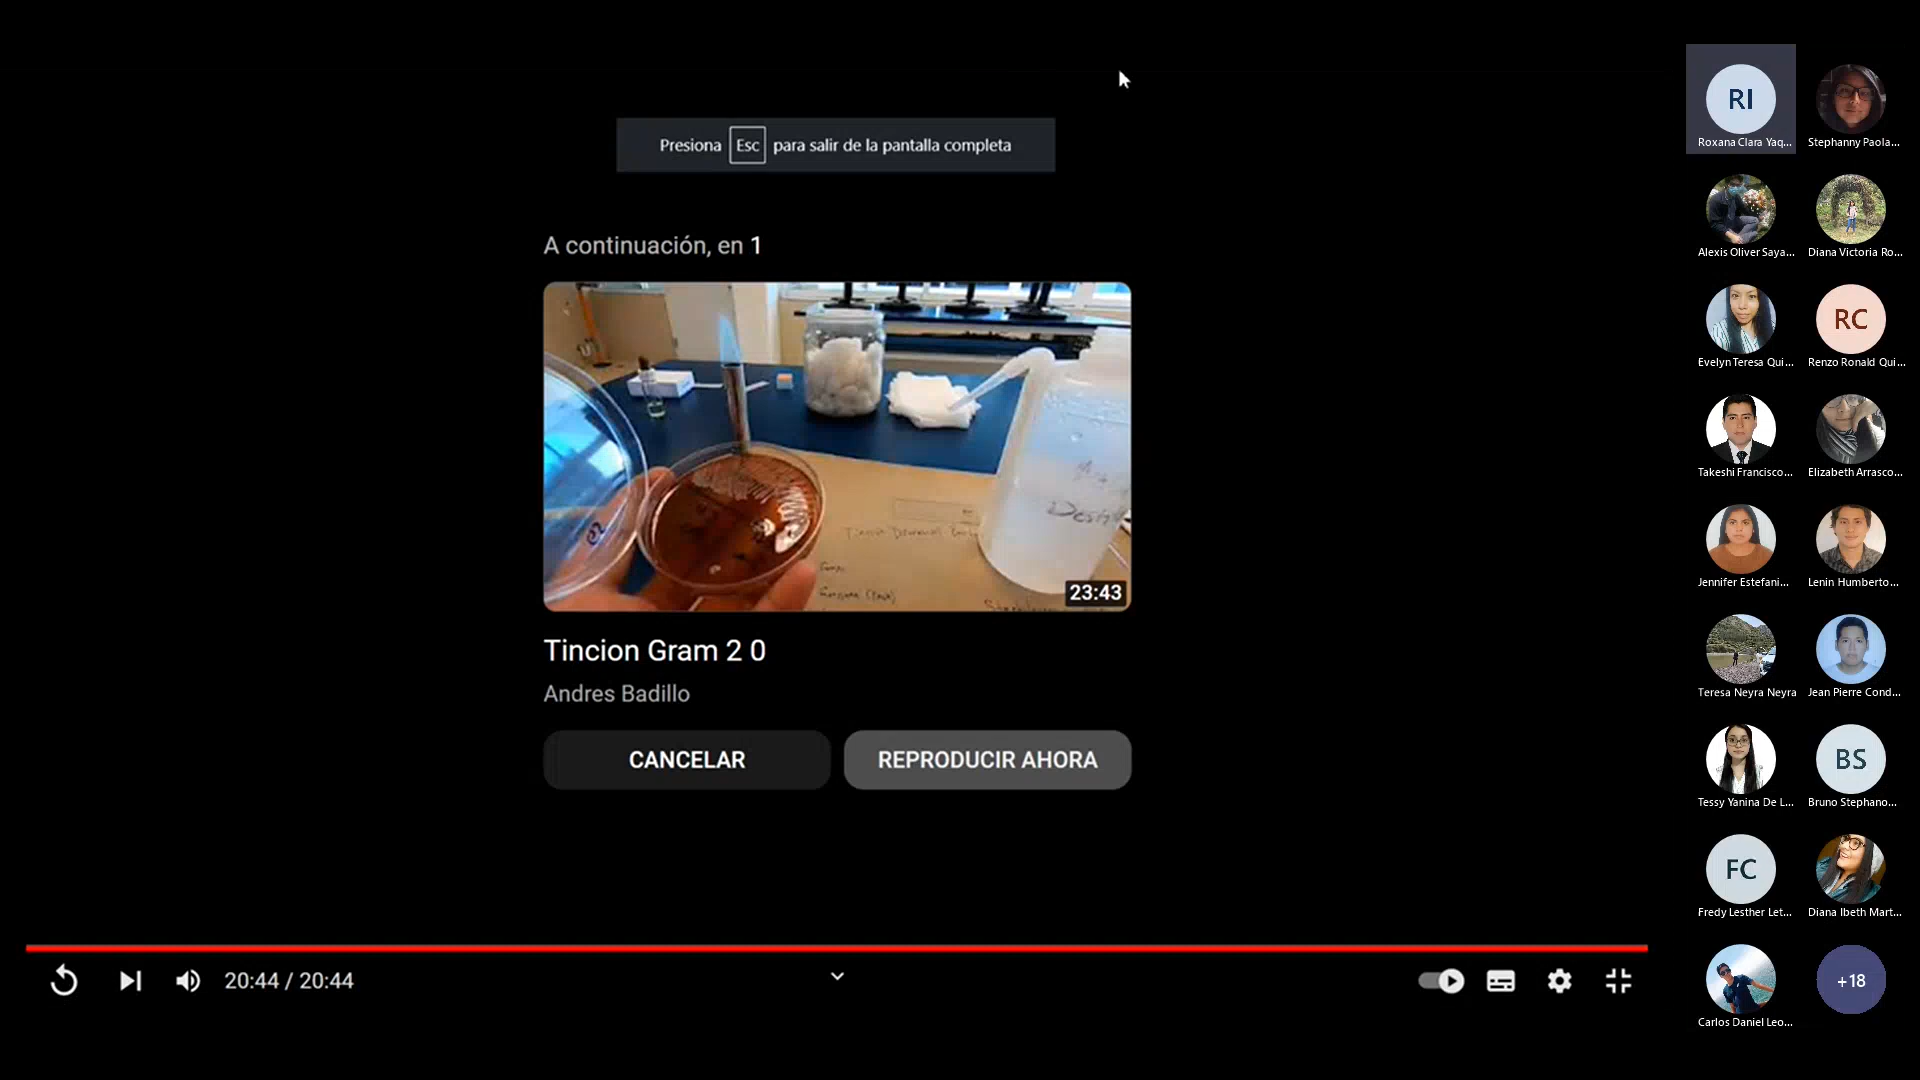 Presiona Esc para salir de la pantalla completa
A continuación, en 1
23:43
Tincion Gram 2 0
Andres Badillo
CANCELAR
REPRODUCIR AHORA
20:44 / 20:44
RI
Roxana Clara Yaq...
Stephanny Paola...
Alexis Oliver Saya...
Diana Victoria Ro...
Evelyn Teresa Qui...
RC
Renzo Ronald Qui...
Takeshi Francisco...
Elizabeth Arrasco...
Jennifer Estefani...
Lenin Humberto...
Teresa Neyra Neyra
Jean Pierre Cond...
Tessy Yanina De L...
BS
Bruno Stephano...
FC
Fredy Lesther Let...
Diana Ibeth Mart...
Carlos Daniel Leo...
+18